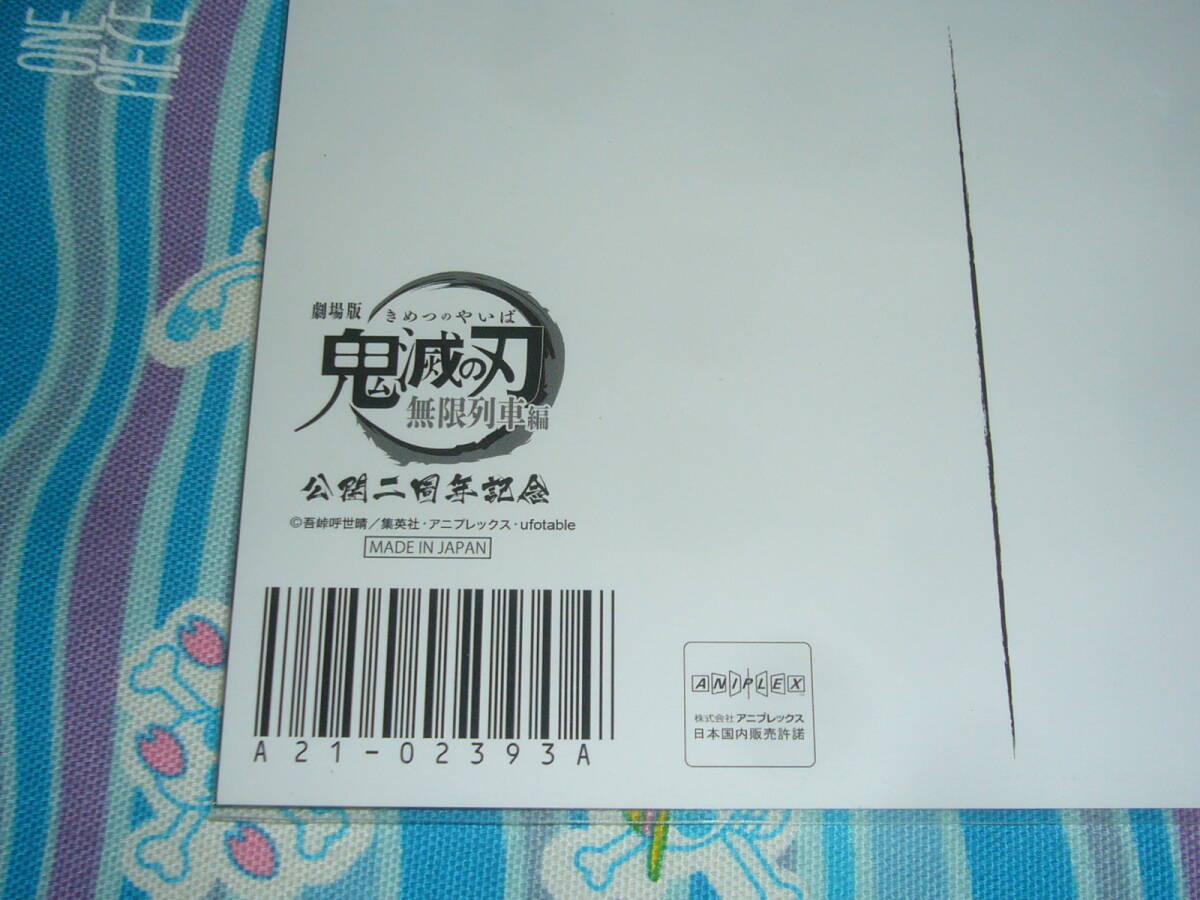 ONE
PIECE
劇場版
きめつのやいば
鬼滅の刃
無限列車編
公開二周年記念
©吾峠呼世晴／集英社・アニプレックス・ufotable
MADE IN JAPAN
A21-02393A
ANIPLEX
株式会社 アニプレックス
日本国内販売許諾